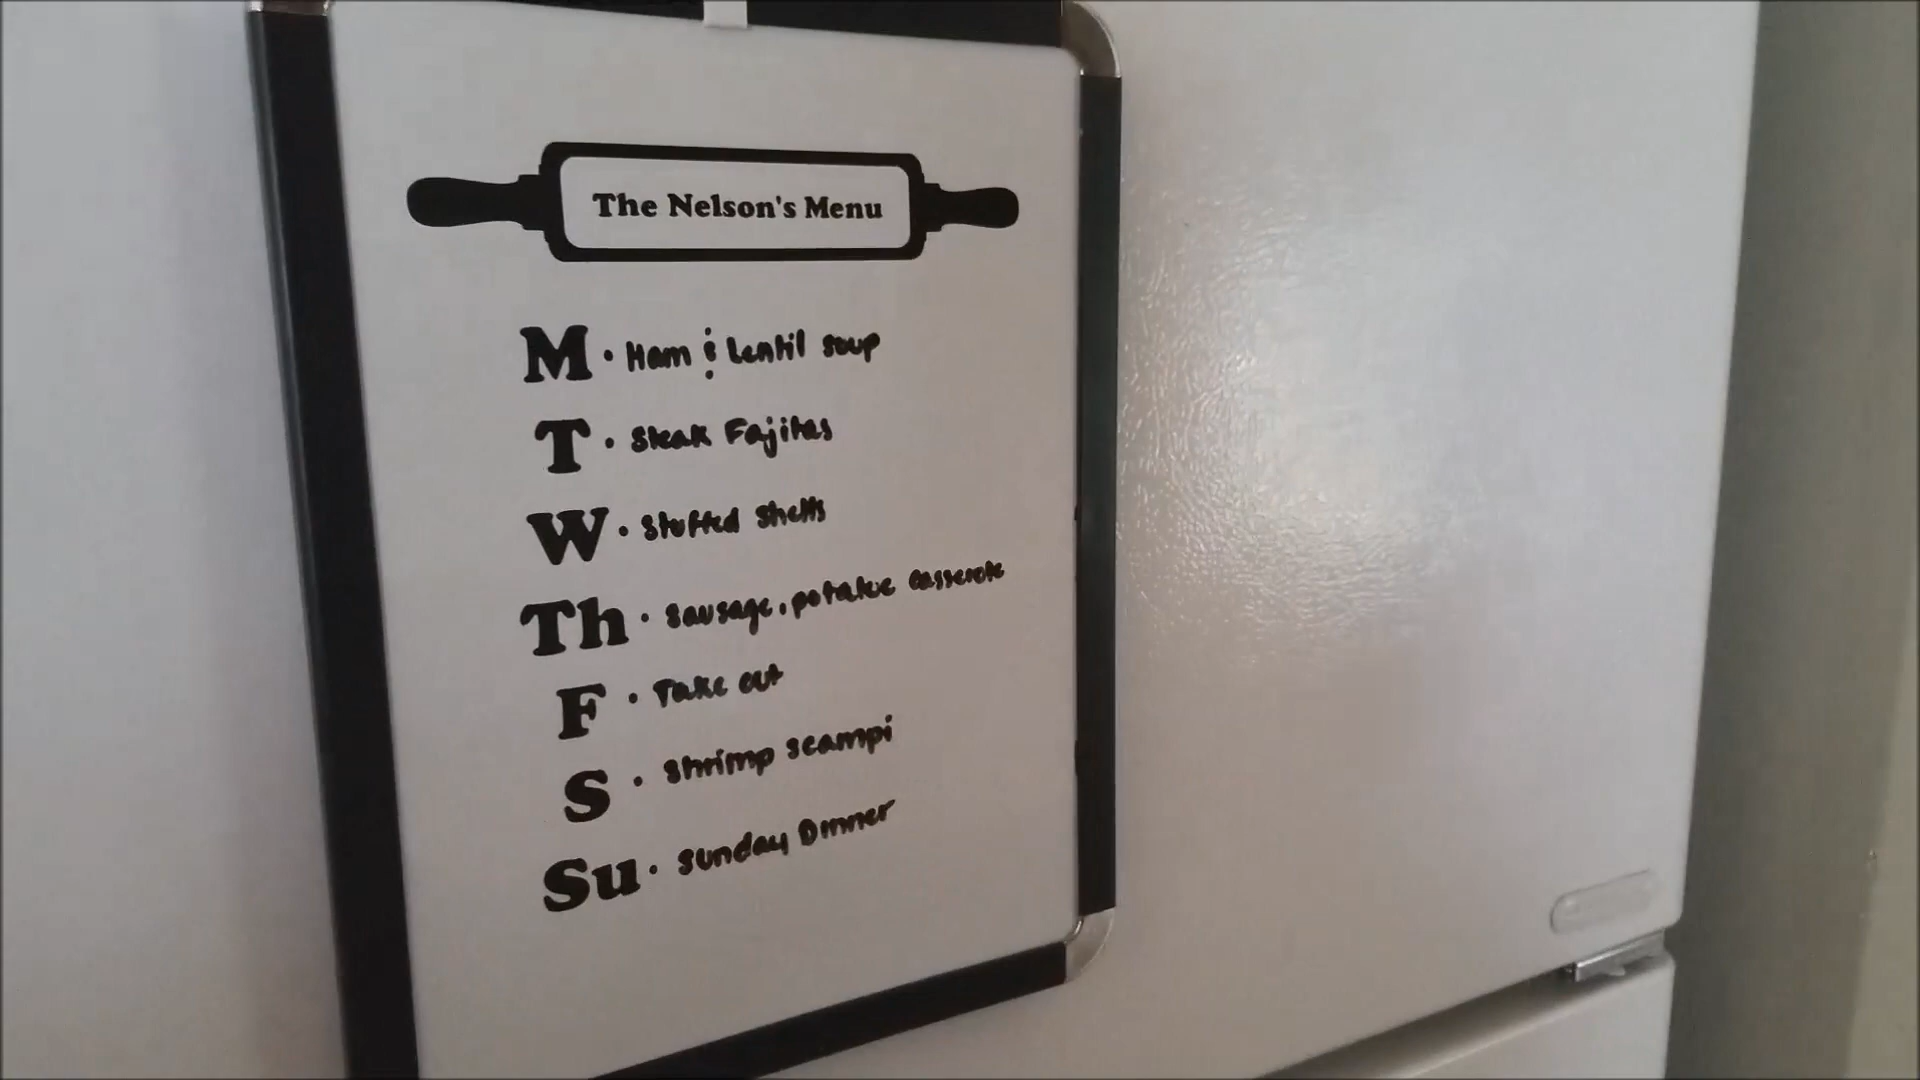 The Nelson's Menu
M · Ham & Lentil soup
T · Steak Fajitas
W · Stuffed Shells
Th · Sausage, potatoe casserole
F · Take out
S · Shrimp scampi
Su · Sunday Dinner